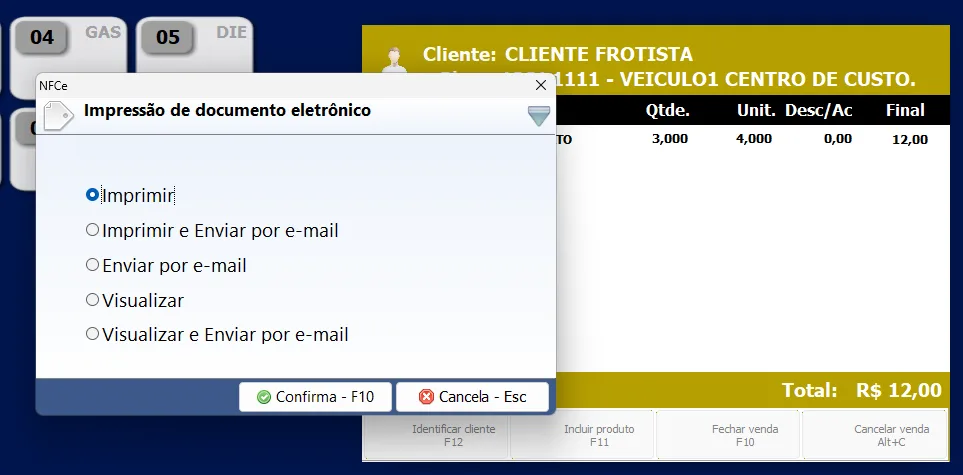 04 GAS 05 DIE
Cliente: CLIENTE FROTISTA
1111 - VEICULO1 CENTRO DE CUSTO.
NFCe
Impressão de documento eletrônico
Qtde. Unit. Desc/Ac Final
TO 3,000 4,000 0,00 12,00
Imprimir
Imprimir e Enviar por e-mail
Enviar por e-mail
Visualizar
Visualizar e Enviar por e-mail
Confirma - F10 Cancela - Esc
Total: R$ 12,00
Identificar cliente Incluir produto Fechar venda Cancelar venda
F12 F11 F10 Alt+C